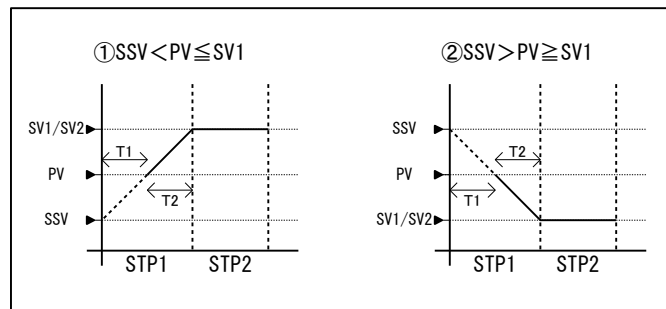 ①SSV＜PV≦SV1
SV1/SV2
T1
PV
T2
SSV
STP1 STP2
②SSV＞PV≧SV1
SSV
T2
PV
T1
SV1/SV2
STP1 STP2